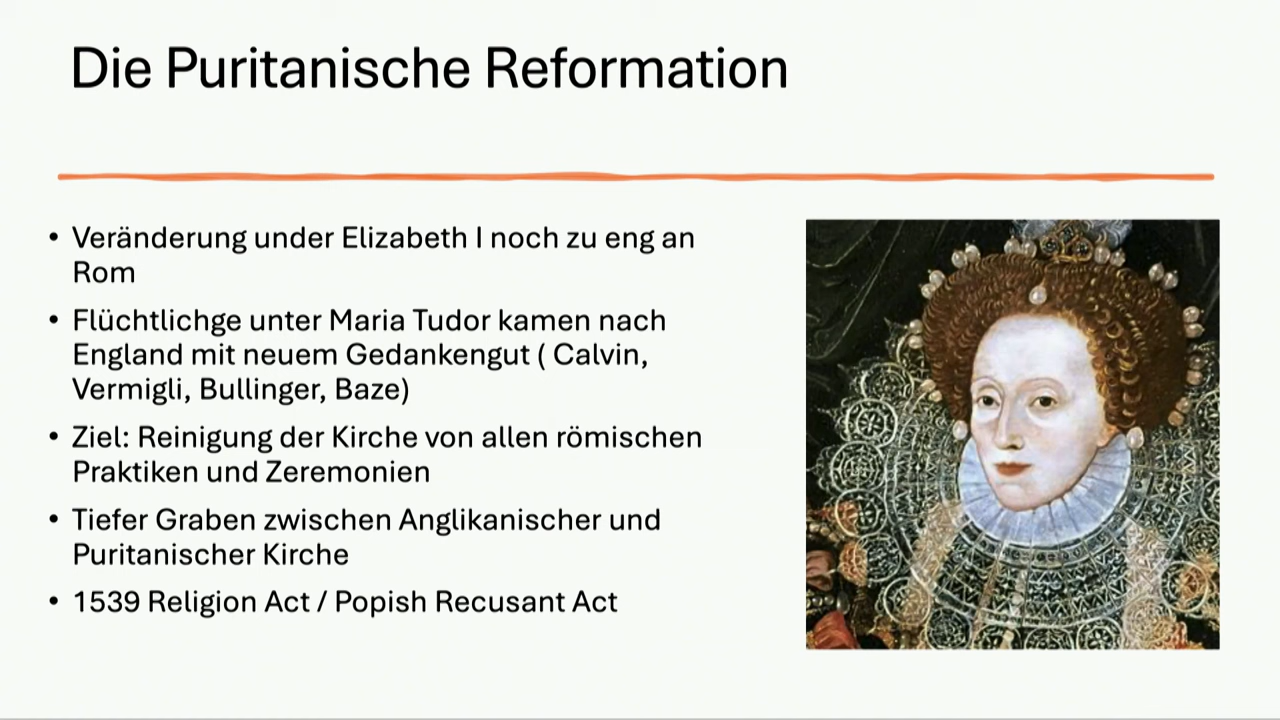 Die Puritanische Reformation
• Veränderung under Elizabeth I noch zu eng an
Rom
• Flüchtlichge unter Maria Tudor kamen nach
England mit neuem Gedankengut ( Calvin,
Vermigli, Bullinger, Baze)
• Ziel: Reinigung der Kirche von allen römischen
Praktiken und Zeremonien
• Tiefer Graben zwischen Anglikanischer und
Puritanischer Kirche
• 1539 Religion Act / Popish Recusant Act